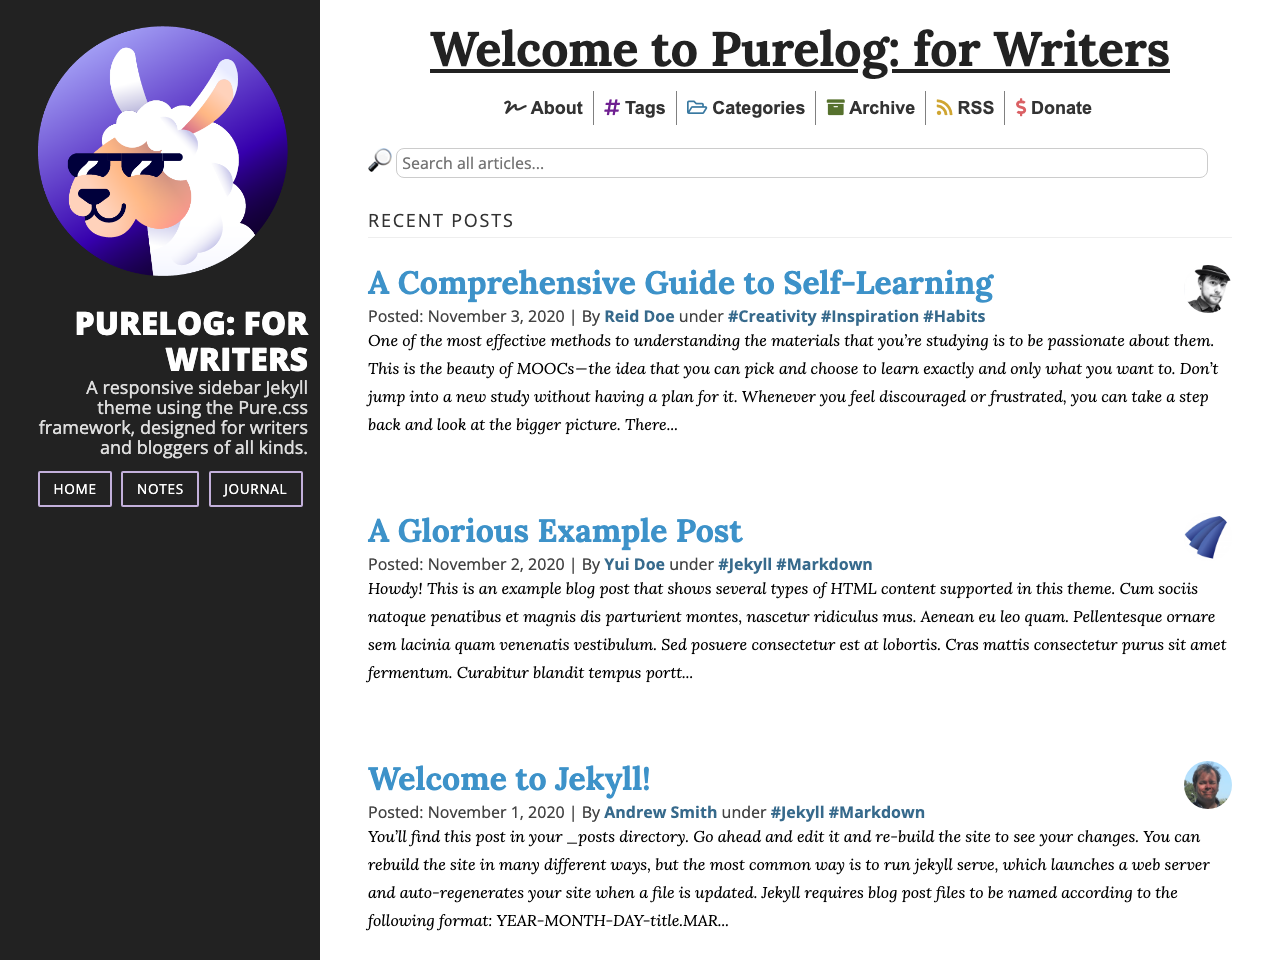 PURELOG: FOR
WRITERS
A responsive sidebar Jekyll
theme using the Pure.css
framework, designed for writers
and bloggers of all kinds.
HOME
NOTES
JOURNAL
Welcome to Purelog: for Writers
About
Tags
Categories
Archive
RSS
Donate
Search all articles...
RECENT POSTS
A Comprehensive Guide to Self-Learning
Posted: November 3, 2020 | By Reid Doe under #Creativity #Inspiration #Habits
One of the most effective methods to understanding the materials that you’re studying is to be passionate about them.
This is the beauty of MOOCs—the idea that you can pick and choose to learn exactly and only what you want to. Don’t
jump into a new study without having a plan for it. Whenever you feel discouraged or frustrated, you can take a step
back and look at the bigger picture. There...
A Glorious Example Post
Posted: November 2, 2020 | By Yui Doe under #Jekyll #Markdown
Howdy! This is an example blog post that shows several types of HTML content supported in this theme. Cum sociis
natoque penatibus et magnis dis parturient montes, nascetur ridiculus mus. Aenean eu leo quam. Pellentesque ornare
sem lacinia quam venenatis vestibulum. Sed posuere consectetur est at lobortis. Cras mattis consectetur purus sit amet
fermentum. Curabitur blandit tempus portt...
Welcome to Jekyll!
Posted: November 1, 2020 | By Andrew Smith under #Jekyll #Markdown
You’ll find this post in your _posts directory. Go ahead and edit it and re-build the site to see your changes. You can
rebuild the site in many different ways, but the most common way is to run jekyll serve, which launches a web server
and auto-regenerates your site when a file is updated. Jekyll requires blog post files to be named according to the
following format: YEAR-MONTH-DAY-title.MAR...